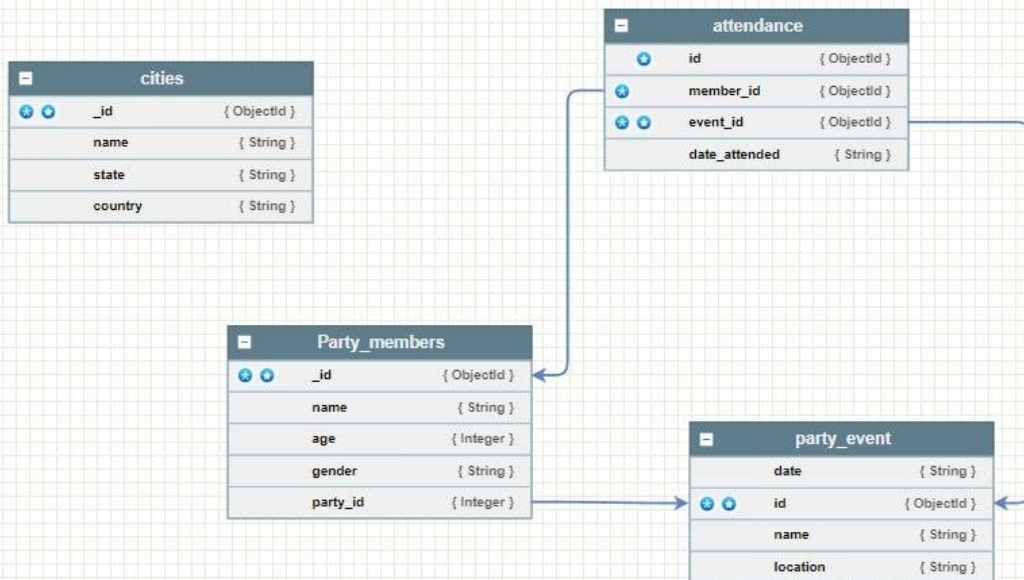 attendance
id { ObjectId }
member_id { ObjectId }
event_id { ObjectId }
date_attended { String }
cities
_id { ObjectId }
name { String }
state { String }
country { String }
Party_members
_id { ObjectId }
name { String }
age { Integer }
gender { String }
party_id { Integer }
party_event
date { String }
id { ObjectId }
name { String }
location { String }